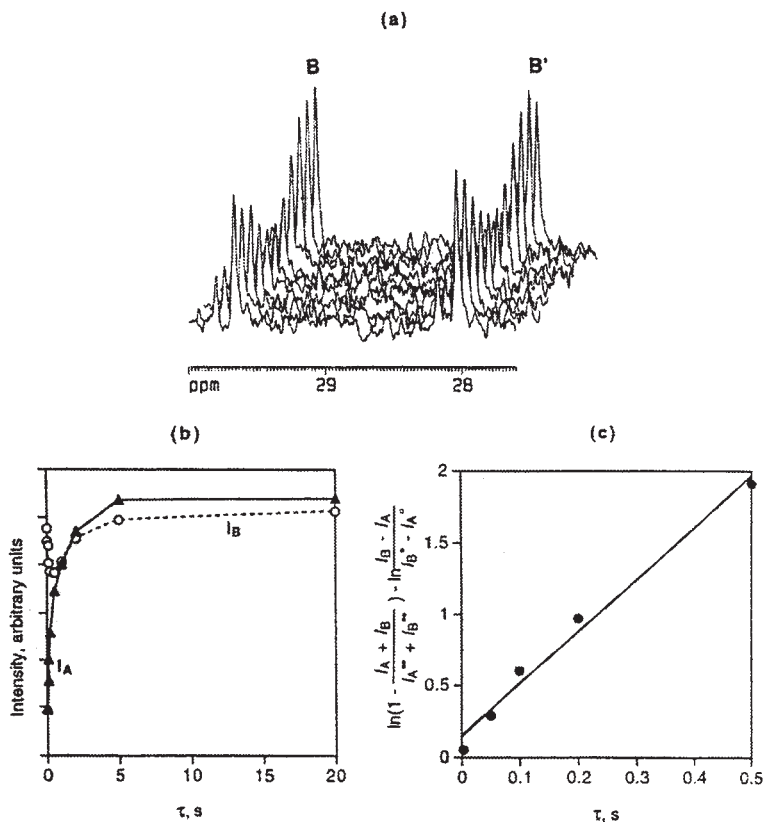 (a)
B
B'
ppm
29
28
(b)
(c)
Intensity, arbitrary units
I_B
I_A
0
5
10
15
20
τ, s
ln(1 - (I_A + I_B)/(I_A^∞ + I_B^∞)) - ln (I_B - I_A)/(I_B° - I_A°)
2
1.5
1
0.5
0
0
0.1
0.2
0.3
0.4
0.5
τ, s